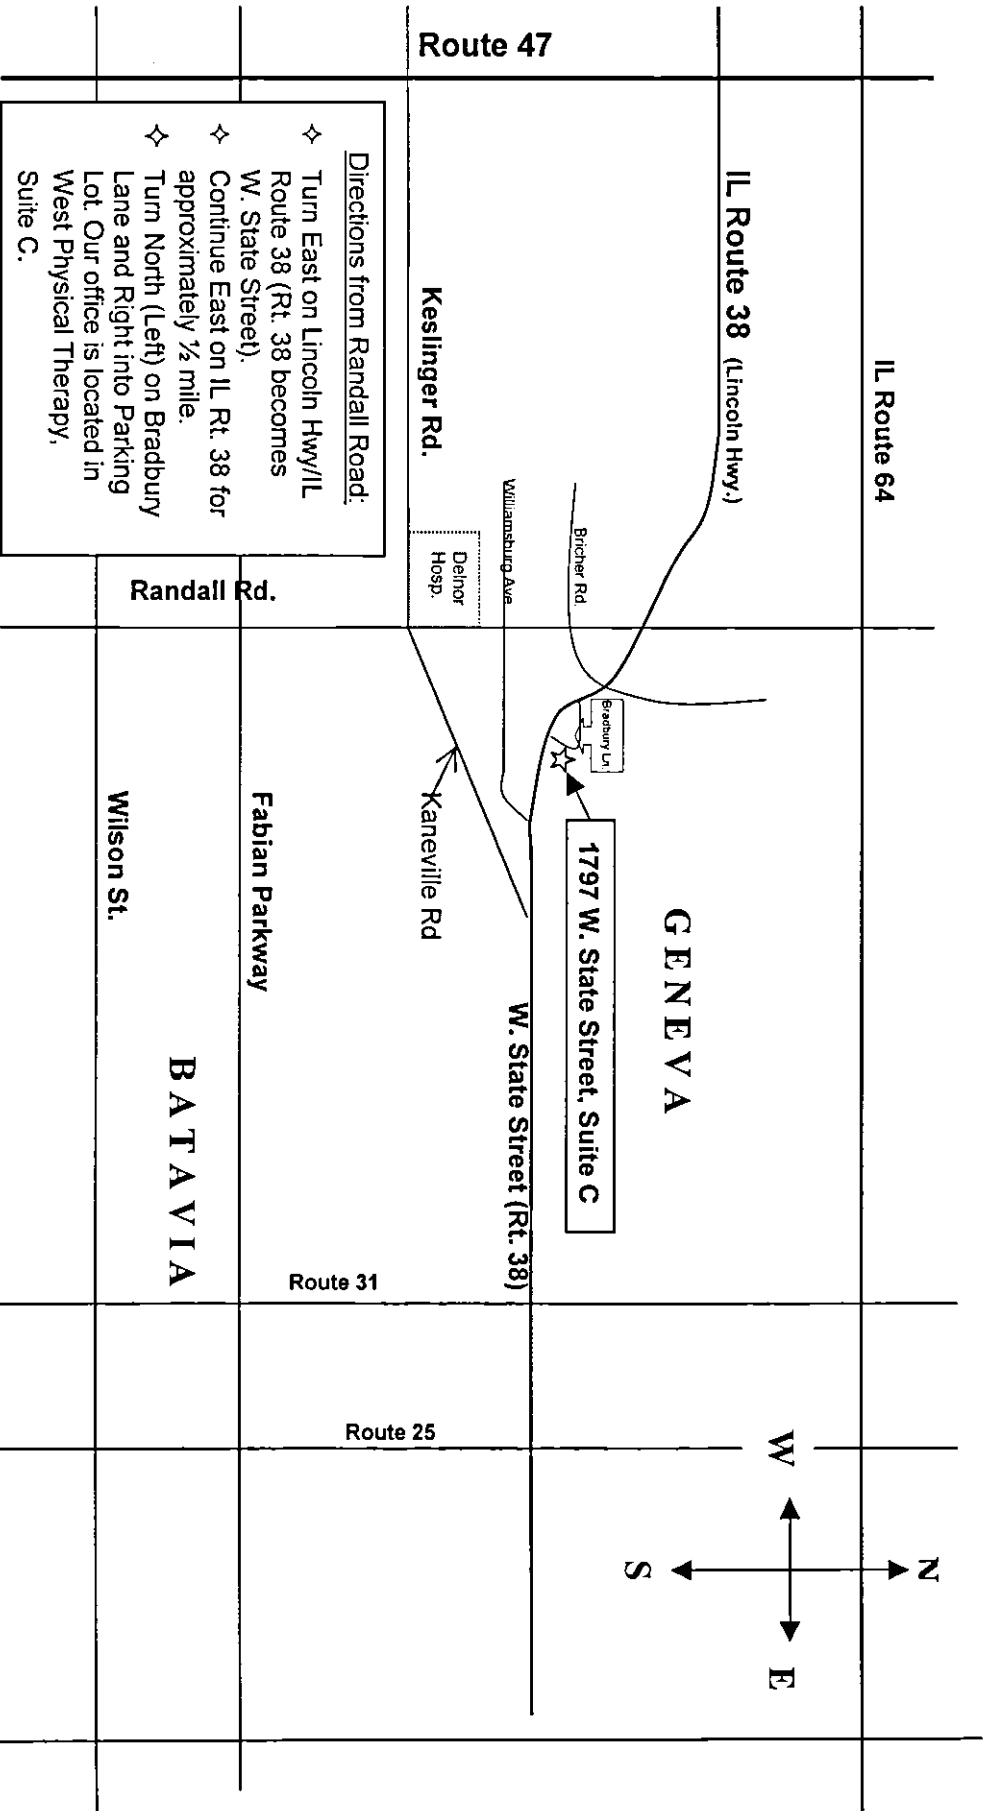 IL Route 64
IL Route 38 (Lincoln Hwy.)
Route 47
Keslinger Rd.
Williamsburg Ave
Bricher Rd.
Delnor
Hosp.
Bradbury Ln.
1797 W. State Street, Suite C
GENEVA
Kaneville Rd
W. State Street (Rt. 38)
Randall Rd.
Fabian Parkway
Wilson St.
BATAVIA
Route 31
Route 25
N
W
E
S
Directions from Randall Road:
✧ Turn East on Lincoln Hwy/IL
Route 38 (Rt. 38 becomes
W. State Street).
✧ Continue East on IL Rt. 38 for
approximately ½ mile.
✧ Turn North (Left) on Bradbury
Lane and Right into Parking
Lot. Our office is located in
West Physical Therapy,
Suite C.